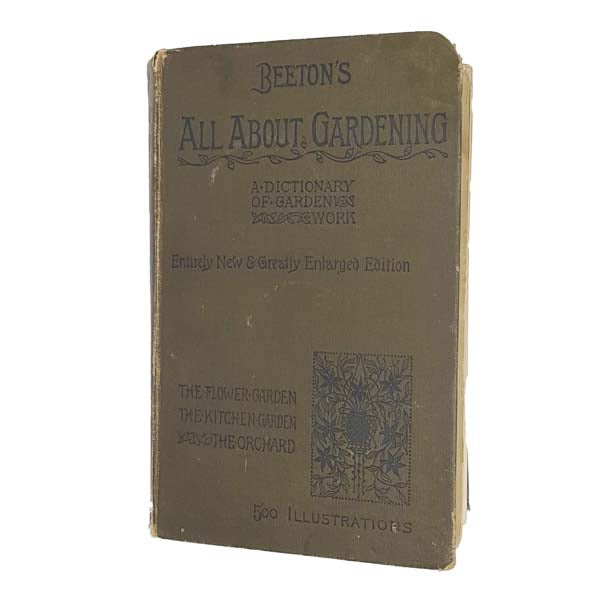 BEETON'S
ALL ABOUT GARDENING
A·DICTIONARY
OF·GARDEN
WORK
Entirely New & Greatly Enlarged Edition
THE·FLOWER·GARDEN
THE·KITCHEN·GARDEN
THE·ORCHARD
500 ILLUSTRATIONS